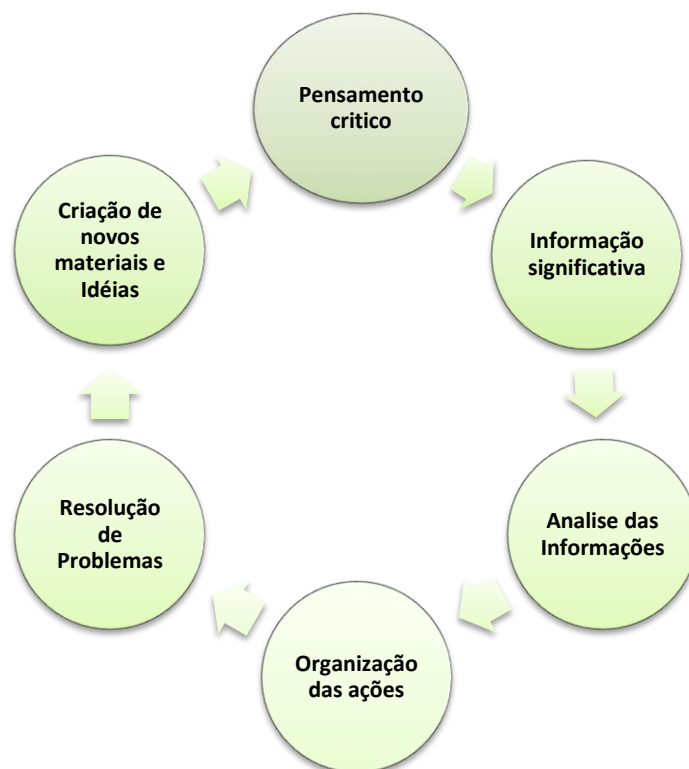 Pensamento
critico
Informação
significativa
Analise das
Informações
Organização
das ações
Resolução
de
Problemas
Criação de
novos
materiais e
Idéias